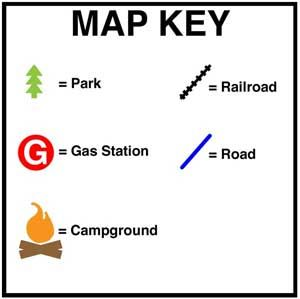 MAP KEY
= Park
= Railroad
G = Gas Station
= Road
= Campground